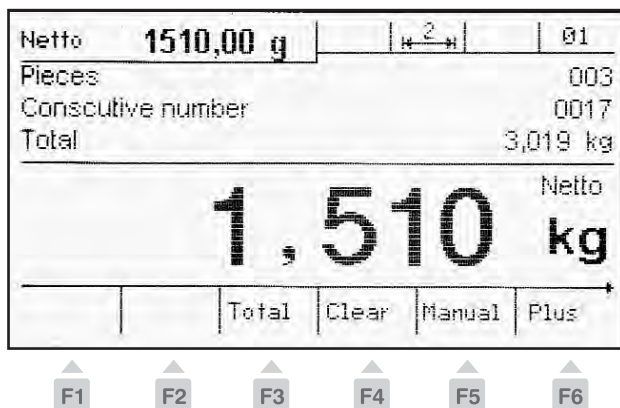 Netto 1510,00 g 2 01
Pieces 003
Conscutive number 0017
Total 3,019 kg
Netto
1,510 kg
Total Clear Manual Plus
F1 F2 F3 F4 F5 F6